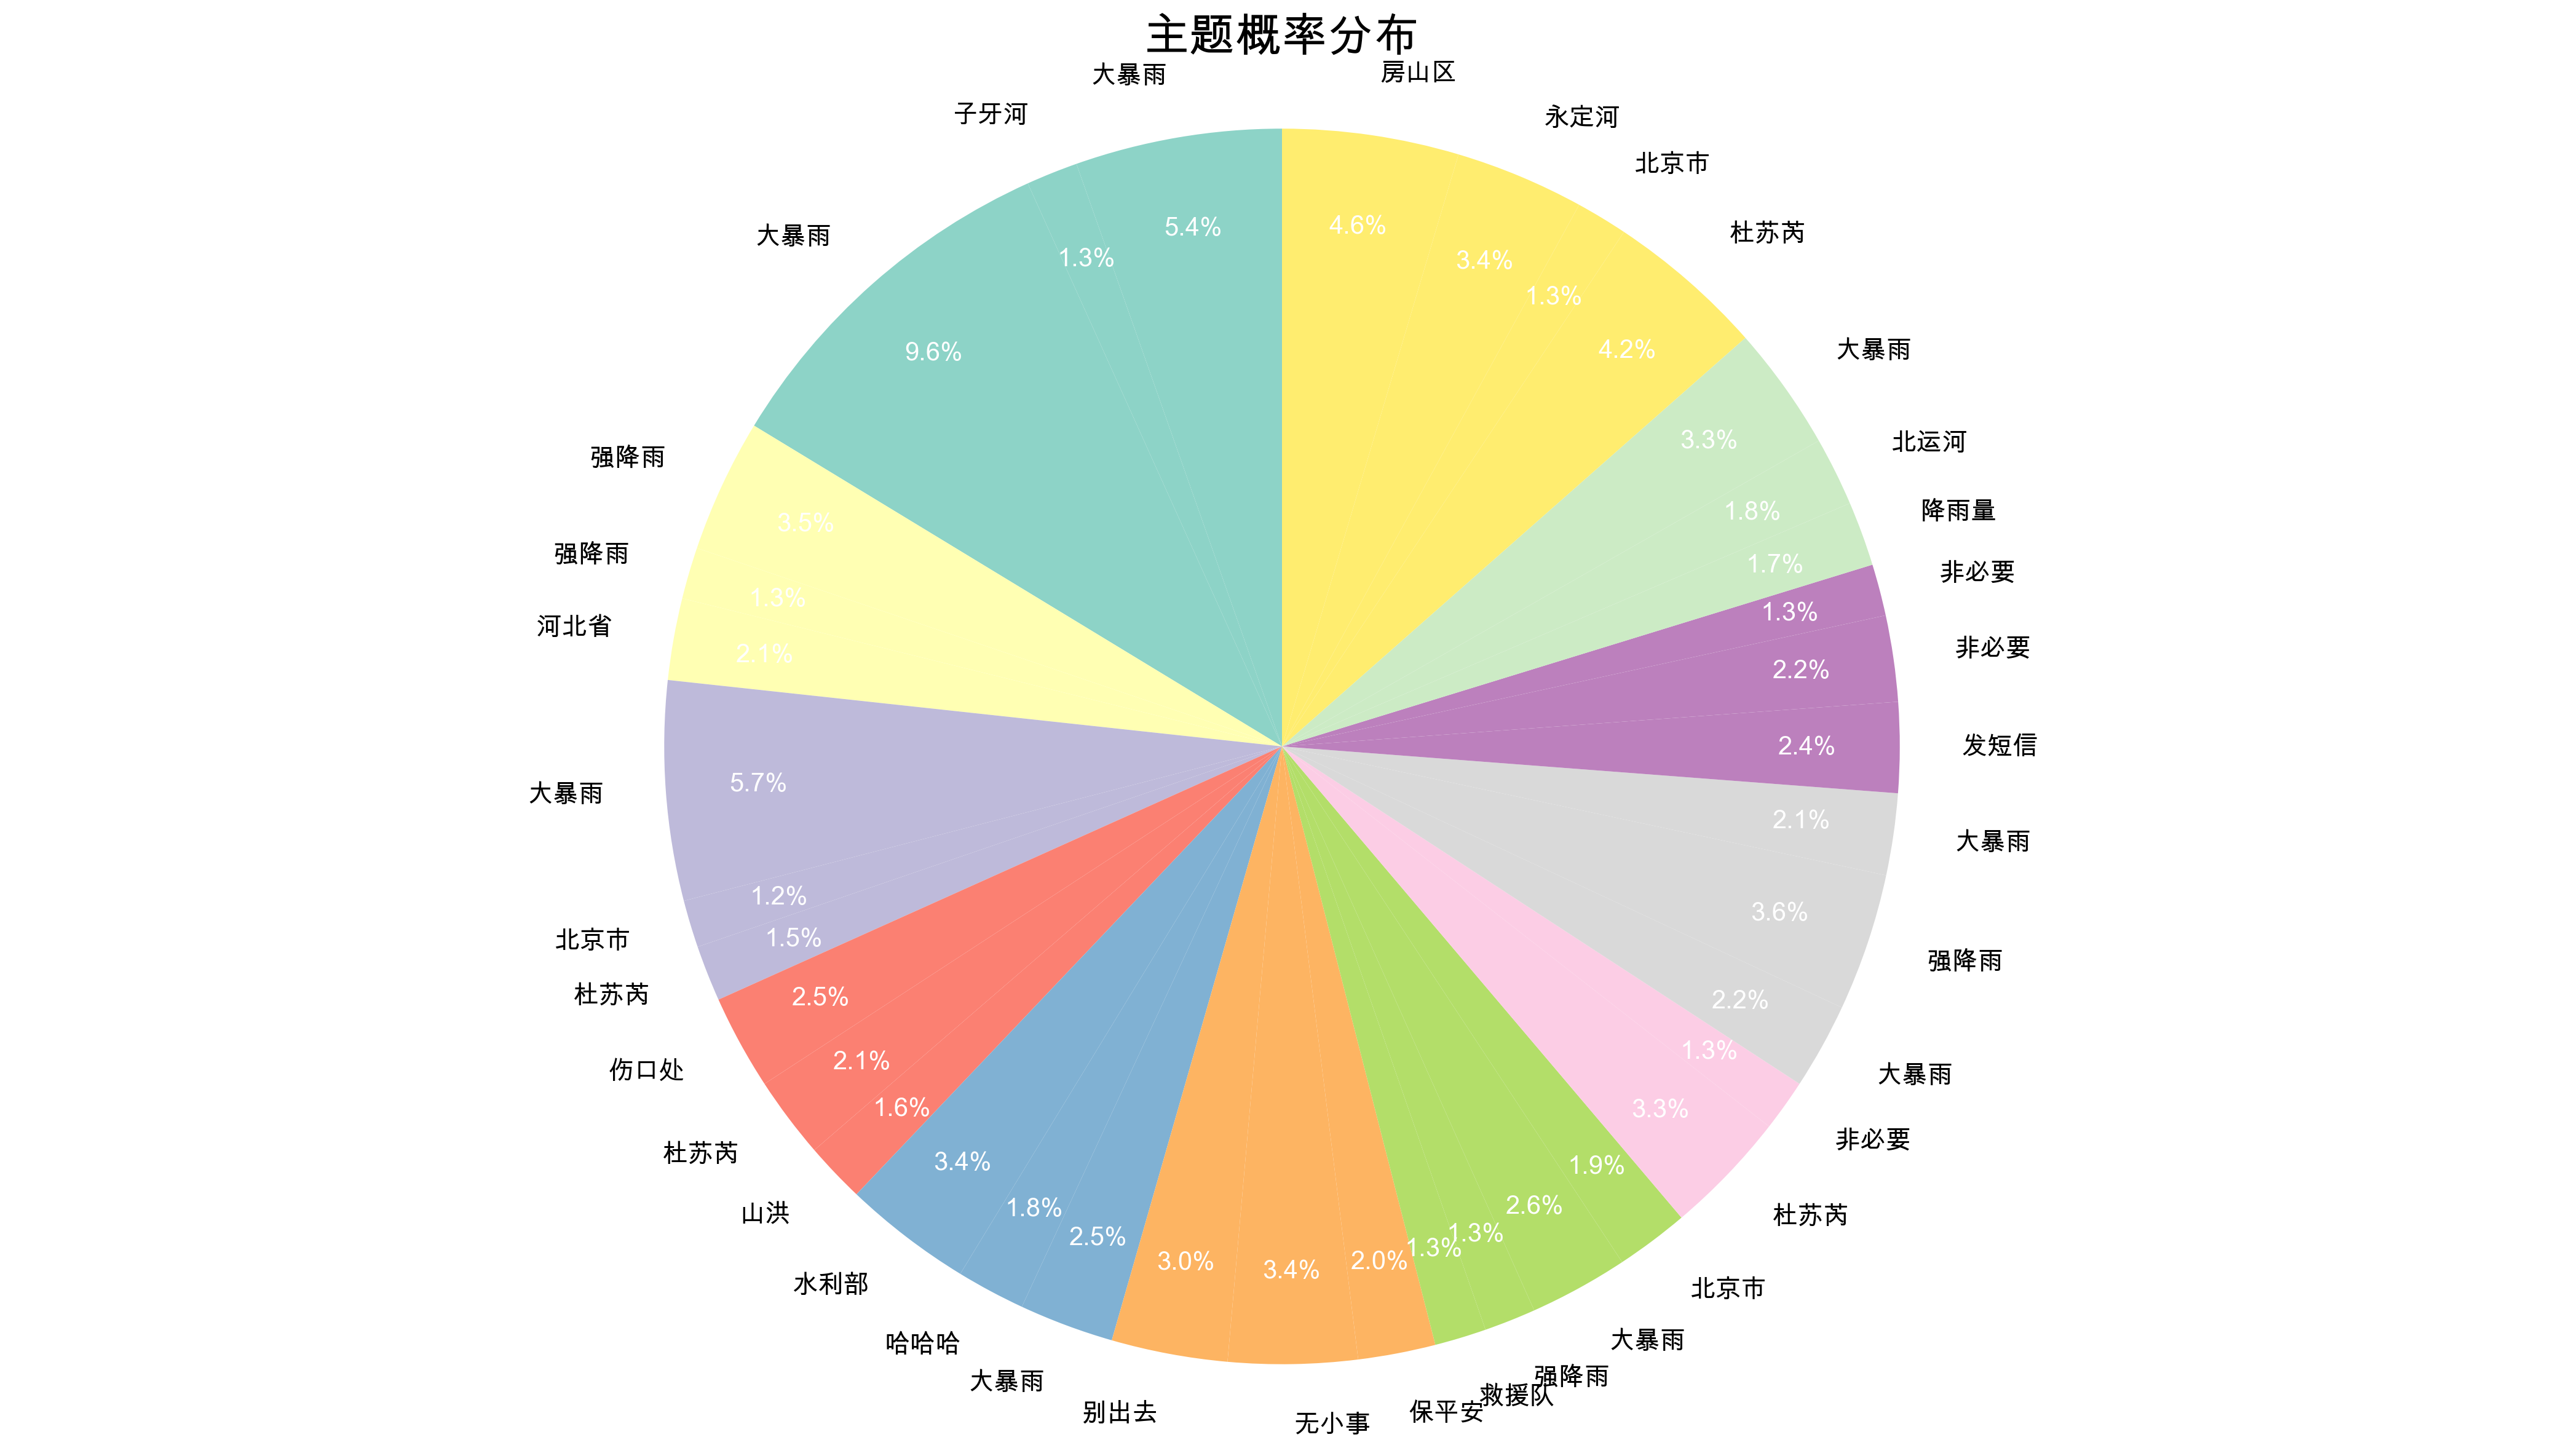 主题概率分布
大暴雨
5.4%
子牙河
1.3%
大暴雨
9.6%
强降雨
3.5%
强降雨
1.3%
河北省
2.1%
大暴雨
5.7%
北京市
1.2%
杜苏芮
1.5%
伤口处
2.5%
杜苏芮
2.1%
山洪
1.6%
水利部
3.4%
哈哈哈
1.8%
大暴雨
2.5%
别出去
3.0%
无小事
3.4%
保平安
2.0%
救援队
1.3%
强降雨
1.3%
大暴雨
2.6%
北京市
1.9%
杜苏芮
3.3%
非必要
1.3%
大暴雨
2.2%
强降雨
3.6%
大暴雨
2.1%
发短信
2.4%
非必要
2.2%
非必要
1.3%
降雨量
1.7%
北运河
1.8%
大暴雨
3.3%
杜苏芮
4.2%
北京市
1.3%
永定河
3.4%
房山区
4.6%